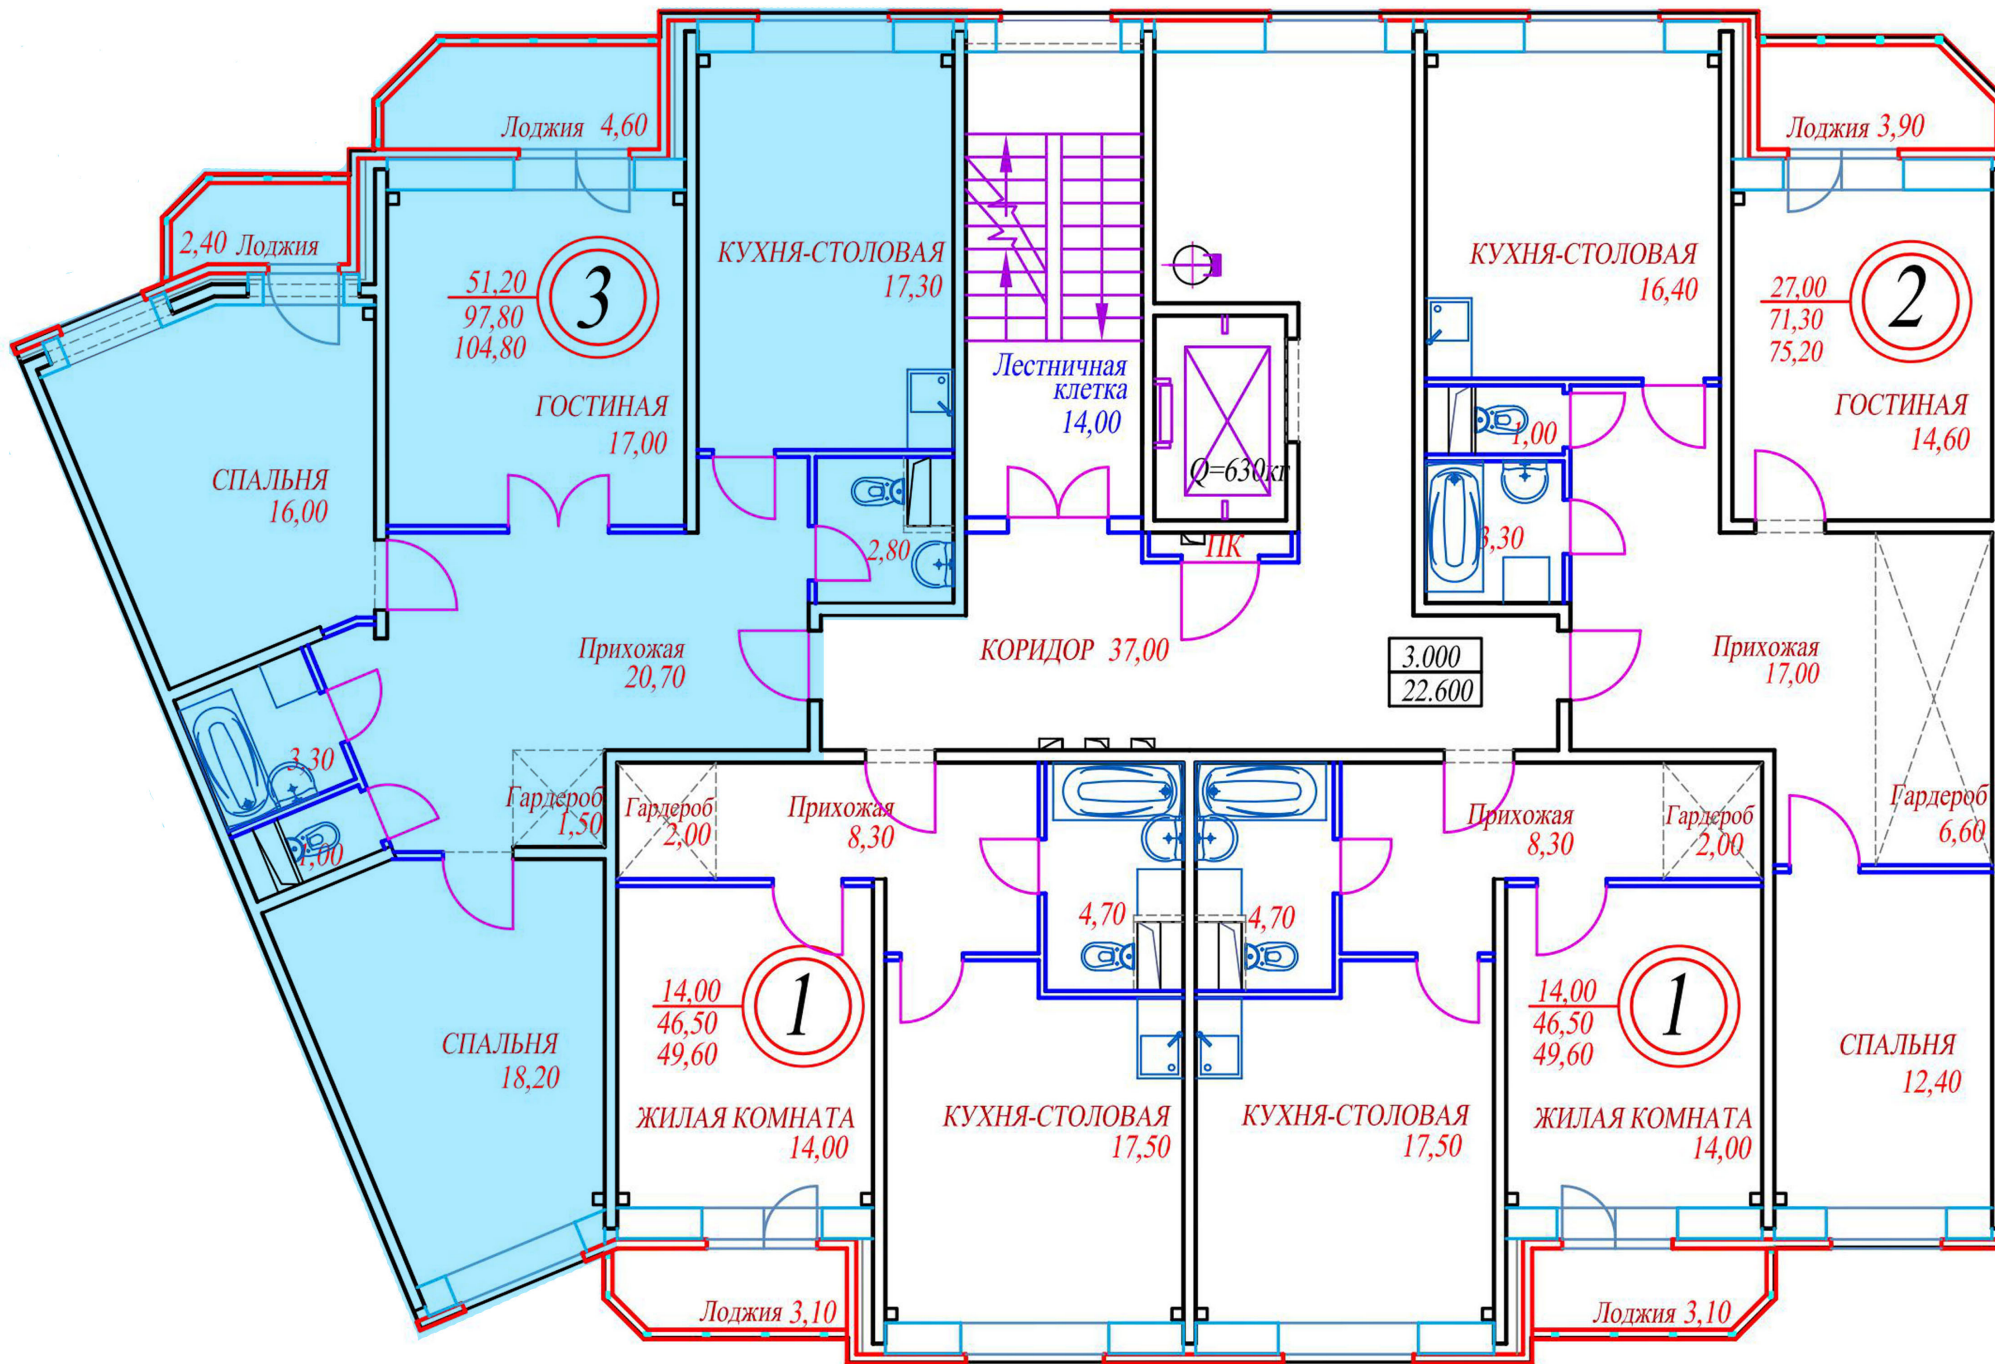 Лоджия 4,60
Лоджия 3,90
2,40 Лоджия
КУХНЯ-СТОЛОВАЯ
17,30
КУХНЯ-СТОЛОВАЯ
16,40
51,20
97,80
104,80
3
27,00
71,30
75,20
2
Лестничная
клетка
14,00
ГОСТИНАЯ
17,00
ГОСТИНАЯ
14,60
1,00
Q=630кг
СПАЛЬНЯ
16,00
2,80
ПК
3,30
Прихожая
20,70
КОРИДОР 37,00
3.000
22.600
Прихожая
17,00
3,30
1,00
Гардероб
1,50
Гардероб
2,00
Прихожая
8,30
Прихожая
8,30
Гардероб
2,00
Гардероб
6,60
4,70
4,70
14,00
46,50
49,60
1
14,00
46,50
49,60
1
СПАЛЬНЯ
18,20
СПАЛЬНЯ
12,40
ЖИЛАЯ КОМНАТА
14,00
КУХНЯ-СТОЛОВАЯ
17,50
КУХНЯ-СТОЛОВАЯ
17,50
ЖИЛАЯ КОМНАТА
14,00
Лоджия 3,10
Лоджия 3,10